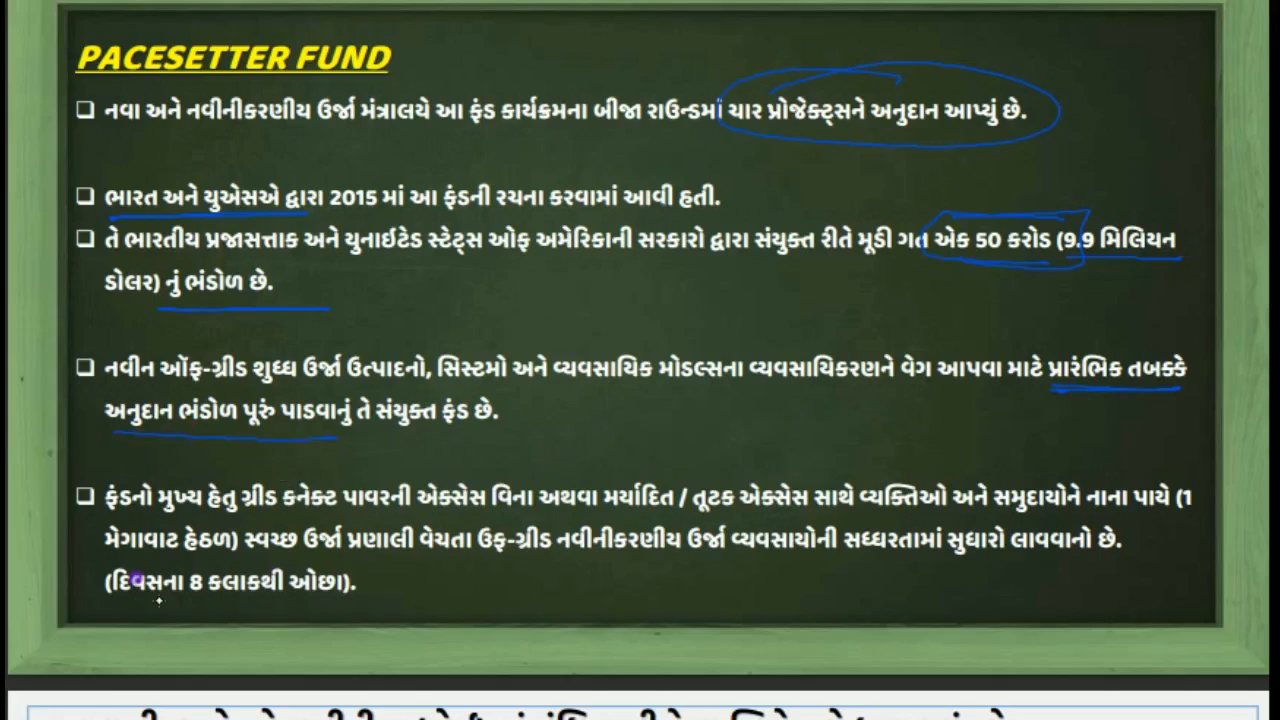 PACESETTER FUND
❑ નવા અને નવીનીકરણીય ઉર્જા મંત્રાલયે આ ફંડ કાર્યક્રમના બીજા રાઉન્ડમાં ચાર પ્રોજેક્ટ્સને અનુદાન આપ્યું છે.
❑ ભારત અને યુએસએ દ્વારા 2015 માં આ ફંડની રચના કરવામાં આવી હતી.
❑ તે ભારતીય પ્રજાસત્તાક અને યુનાઇટેડ સ્ટેટ્સ ઓફ અમેરિકાની સરકારો દ્વારા સંયુક્ત રીતે મૂડી ગત એક 50 કરોડ (9.9 મિલિયન
ડોલર) નું ભંડોળ છે.
❑ નવીન ઑફ-ગ્રીડ શુધ્ધ ઉર્જા ઉત્પાદનો, સિસ્ટમો અને વ્યવસાયિક મોડલ્સના વ્યવસાયિકરણને વેગ આપવા માટે પ્રારંભિક તબક્કે
અનુદાન ભંડોળ પૂરું પાડવાનું તે સંયુક્ત ફંડ છે.
❑ ફંડનો મુખ્ય હેતુ ગ્રીડ કનેક્ટ પાવરની એક્સેસ વિના અથવા મર્યાદિત / તૂટક એક્સેસ સાથે વ્યક્તિઓ અને સમુદાયોને નાના પાયે (1
મેગાવાટ હેઠળ) સ્વચ્છ ઉર્જા પ્રણાલી વેચતા ઉફ-ગ્રીડ નવીનીકરણીય ઉર્જા વ્યવસાયોની સધ્ધરતામાં સુધારો લાવવાનો છે.
(દિવસના 8 કલાકથી ઓછા).